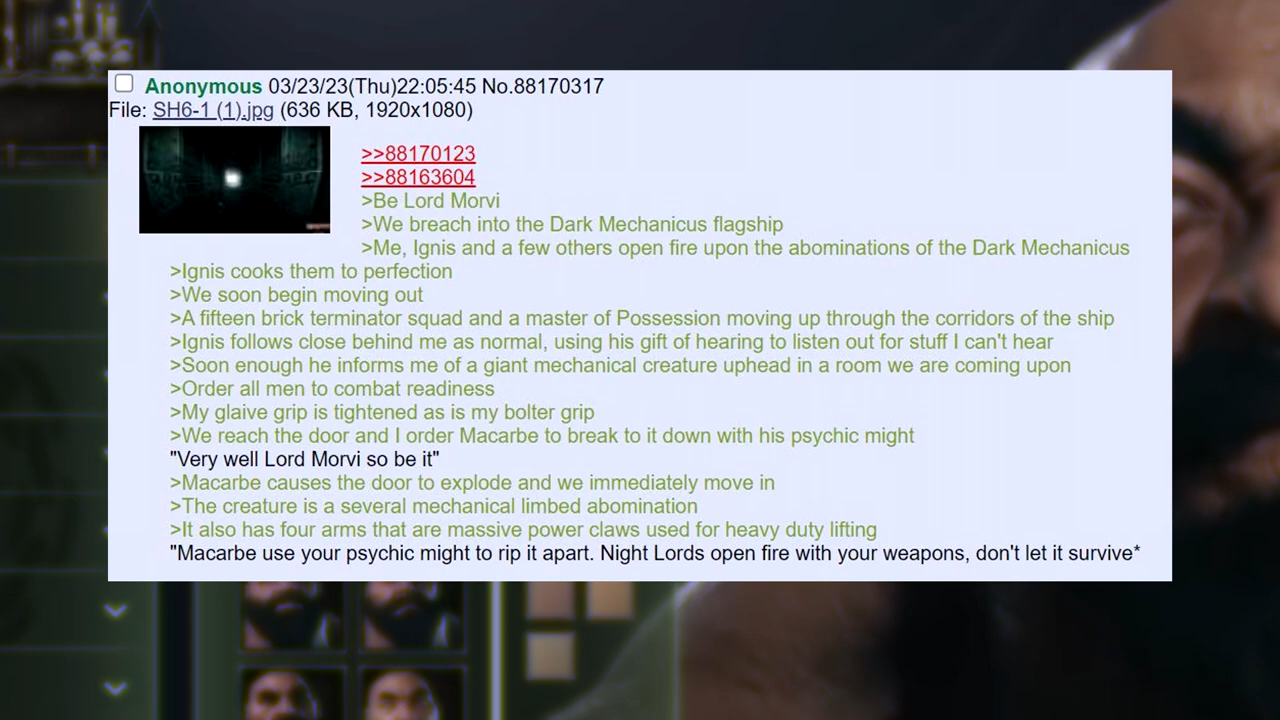 Anonymous 03/23/23(Thu)22:05:45 No.88170317
File: SH6-1 (1).jpg (636 KB, 1920x1080)
>>88170123
>>88163604
>Be Lord Morvi
>We breach into the Dark Mechanicus flagship
>Me, Ignis and a few others open fire upon the abominations of the Dark Mechanicus
>Ignis cooks them to perfection
>We soon begin moving out
>A fifteen brick terminator squad and a master of Possession moving up through the corridors of the ship
>Ignis follows close behind me as normal, using his gift of hearing to listen out for stuff I can't hear
>Soon enough he informs me of a giant mechanical creature uphead in a room we are coming upon
>Order all men to combat readiness
>My glaive grip is tightened as is my bolter grip
>We reach the door and I order Macarbe to break to it down with his psychic might
"Very well Lord Morvi so be it"
>Macarbe causes the door to explode and we immediately move in
>The creature is a several mechanical limbed abomination
>It also has four arms that are massive power claws used for heavy duty lifting
"Macarbe use your psychic might to rip it apart. Night Lords open fire with your weapons, don't let it survive*